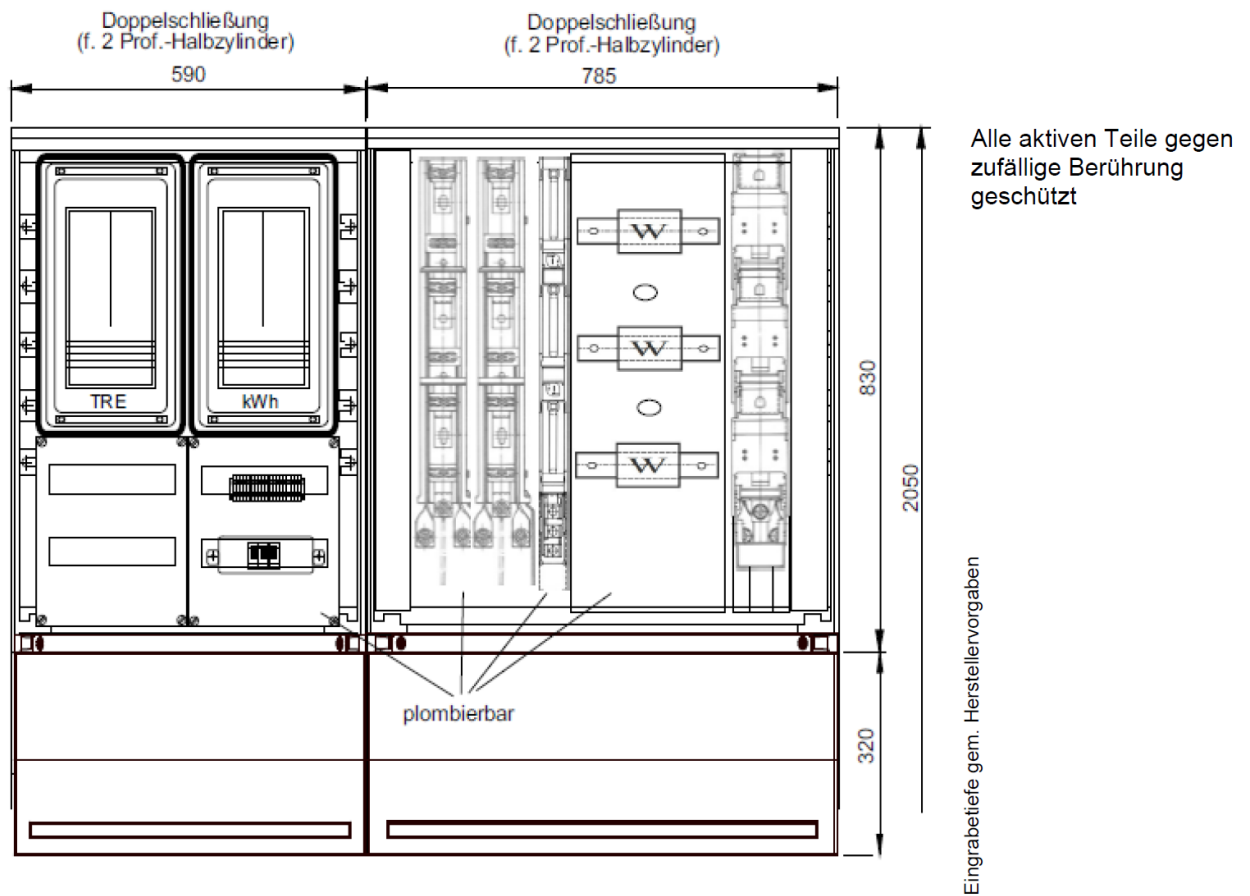 Doppelschließung
(f. 2 Prof.-Halbzylinder)
590
Doppelschließung
(f. 2 Prof.-Halbzylinder)
785
Alle aktiven Teile gegen
zufällige Berührung
geschützt
TRE
kWh
W
W
W
830
2050
320
plombierbar
Eingrabetiefe gem. Herstellervorgaben